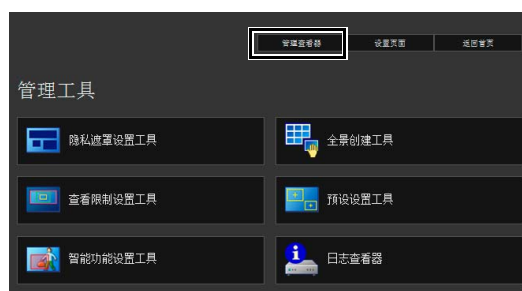 管理查看器 设置页面 返回首页
管理工具
隐私遮罩设置工具 全景创建工具
查看限制设置工具 预设设置工具
智能功能设置工具 日志查看器